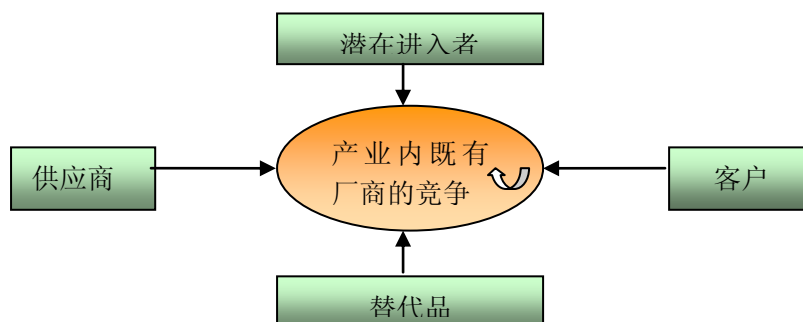 潜在进入者
供应商
产业内既有
厂商的竞争
客户
替代品